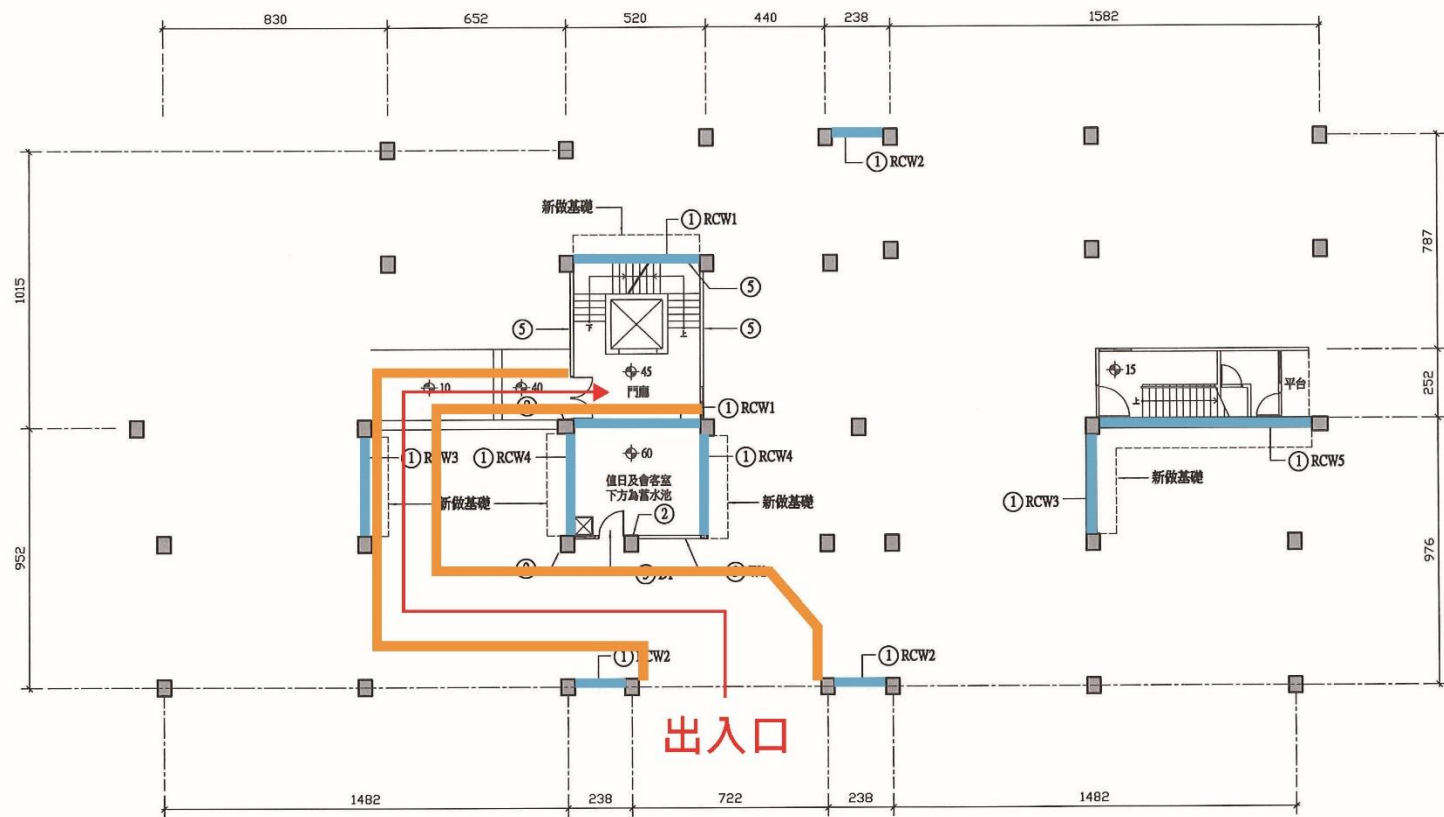 830 652 520 440 238 1582
① RCW2
新做基礎
① RCW1
787
1015
⑤
⑤ ⑤
下 上
45
10 40
門廳
15
252
平台
上
① RCW1
① RCW3 ① RCW4
60
① RCW4
① RCW5
值日及會客室
下方為蓄水池
新做基礎 新做基礎
新做基礎
① RCW3
②
952
976
① RCW2
出入口
1482 238 722 238 1482